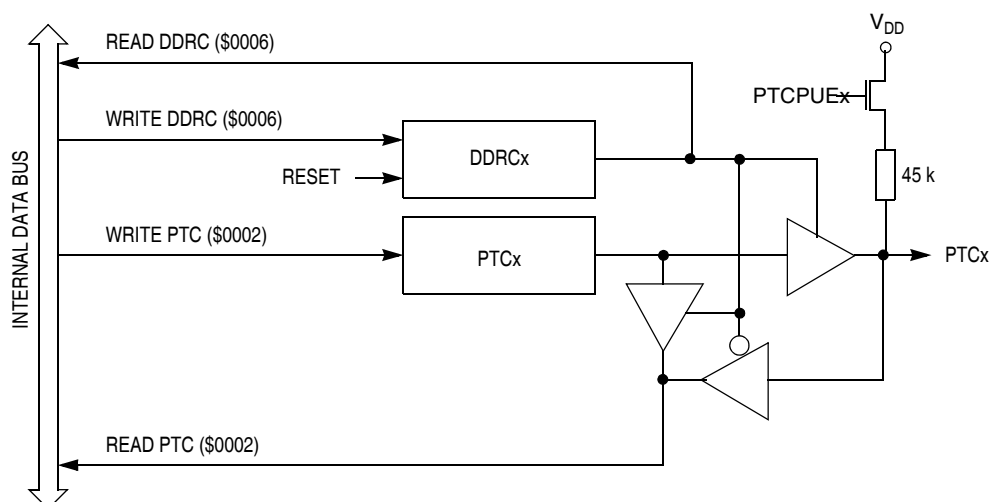 READ DDRC ($0006)
V_DD
PTCPUEx
WRITE DDRC ($0006)
DDRCx
RESET
45 k
WRITE PTC ($0002)
PTCx
PTCx
INTERNAL DATA BUS
READ PTC ($0002)